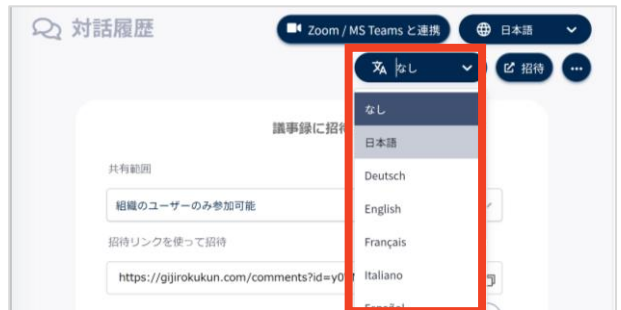 対話履歴
Zoom / MS Teams と連携
日本語
なし
招待
なし
議事録に招待
日本語
共有範囲
Deutsch
組織のユーザーのみ参加可能
English
招待リンクを使って招待
Français
https://gijirokukun.com/comments?id=y0
Italiano
Español